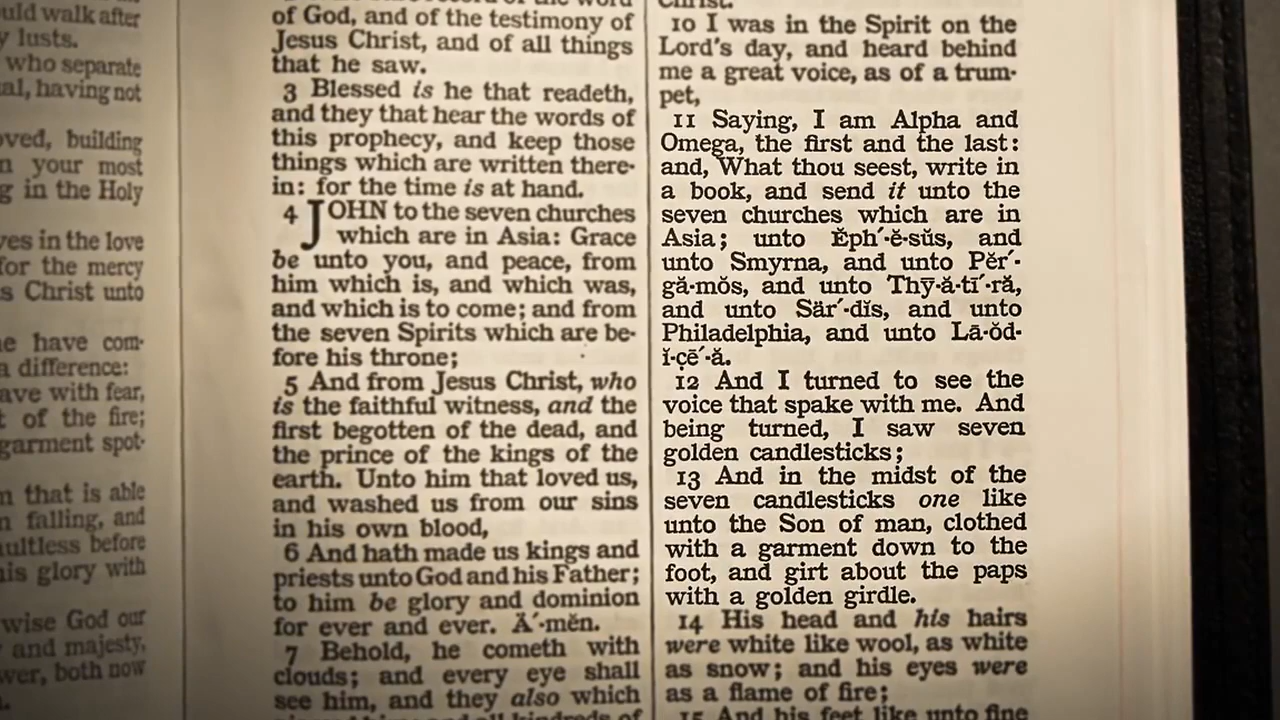 ould walk after
y lusts.
who separate
al, having not
oved, building
n your most
g in the Holy
ves in the love
for the mercy
s Christ unto
e have com-
a difference:
ave with fear,
t of the fire;
garment spot-
n that is able
n falling, and
aultless before
his glory with
wise God our
and majesty,
wer, both now
of God, and of the testimony of
Jesus Christ, and of all things
that he saw.
3 Blessed is he that readeth,
and they that hear the words of
this prophecy, and keep those
things which are written there-
in: for the time is at hand.
4 JOHN to the seven churches
which are in Asia: Grace
be unto you, and peace, from
him which is, and which was,
and which is to come; and from
the seven Spirits which are be-
fore his throne;
5 And from Jesus Christ, who
is the faithful witness, and the
first begotten of the dead, and
the prince of the kings of the
earth. Unto him that loved us,
and washed us from our sins
in his own blood,
6 And hath made us kings and
priests unto God and his Father;
to him be glory and dominion
for ever and ever. Ä´·mĕn.
7 Behold, he cometh with
clouds; and every eye shall
see him, and they also which
Christ.
10 I was in the Spirit on the
Lord's day, and heard behind
me a great voice, as of a trum-
pet,
11 Saying, I am Alpha and
Omega, the first and the last:
and, What thou seest, write in
a book, and send it unto the
seven churches which are in
Asia; unto Ĕph´·ĕ·sŭs, and
unto Smyrna, and unto Pĕr´·
gă·mŏs, and unto Thȳ·ă·tī´·ră,
and unto Sär´·dĭs, and unto
Philadelphia, and unto Lā·ŏd·
ĭ·çē´·ă.
12 And I turned to see the
voice that spake with me. And
being turned, I saw seven
golden candlesticks;
13 And in the midst of the
seven candlesticks one like
unto the Son of man, clothed
with a garment down to the
foot, and girt about the paps
with a golden girdle.
14 His head and his hairs
were white like wool, as white
as snow; and his eyes were
as a flame of fire;
15 And his feet like unto fine